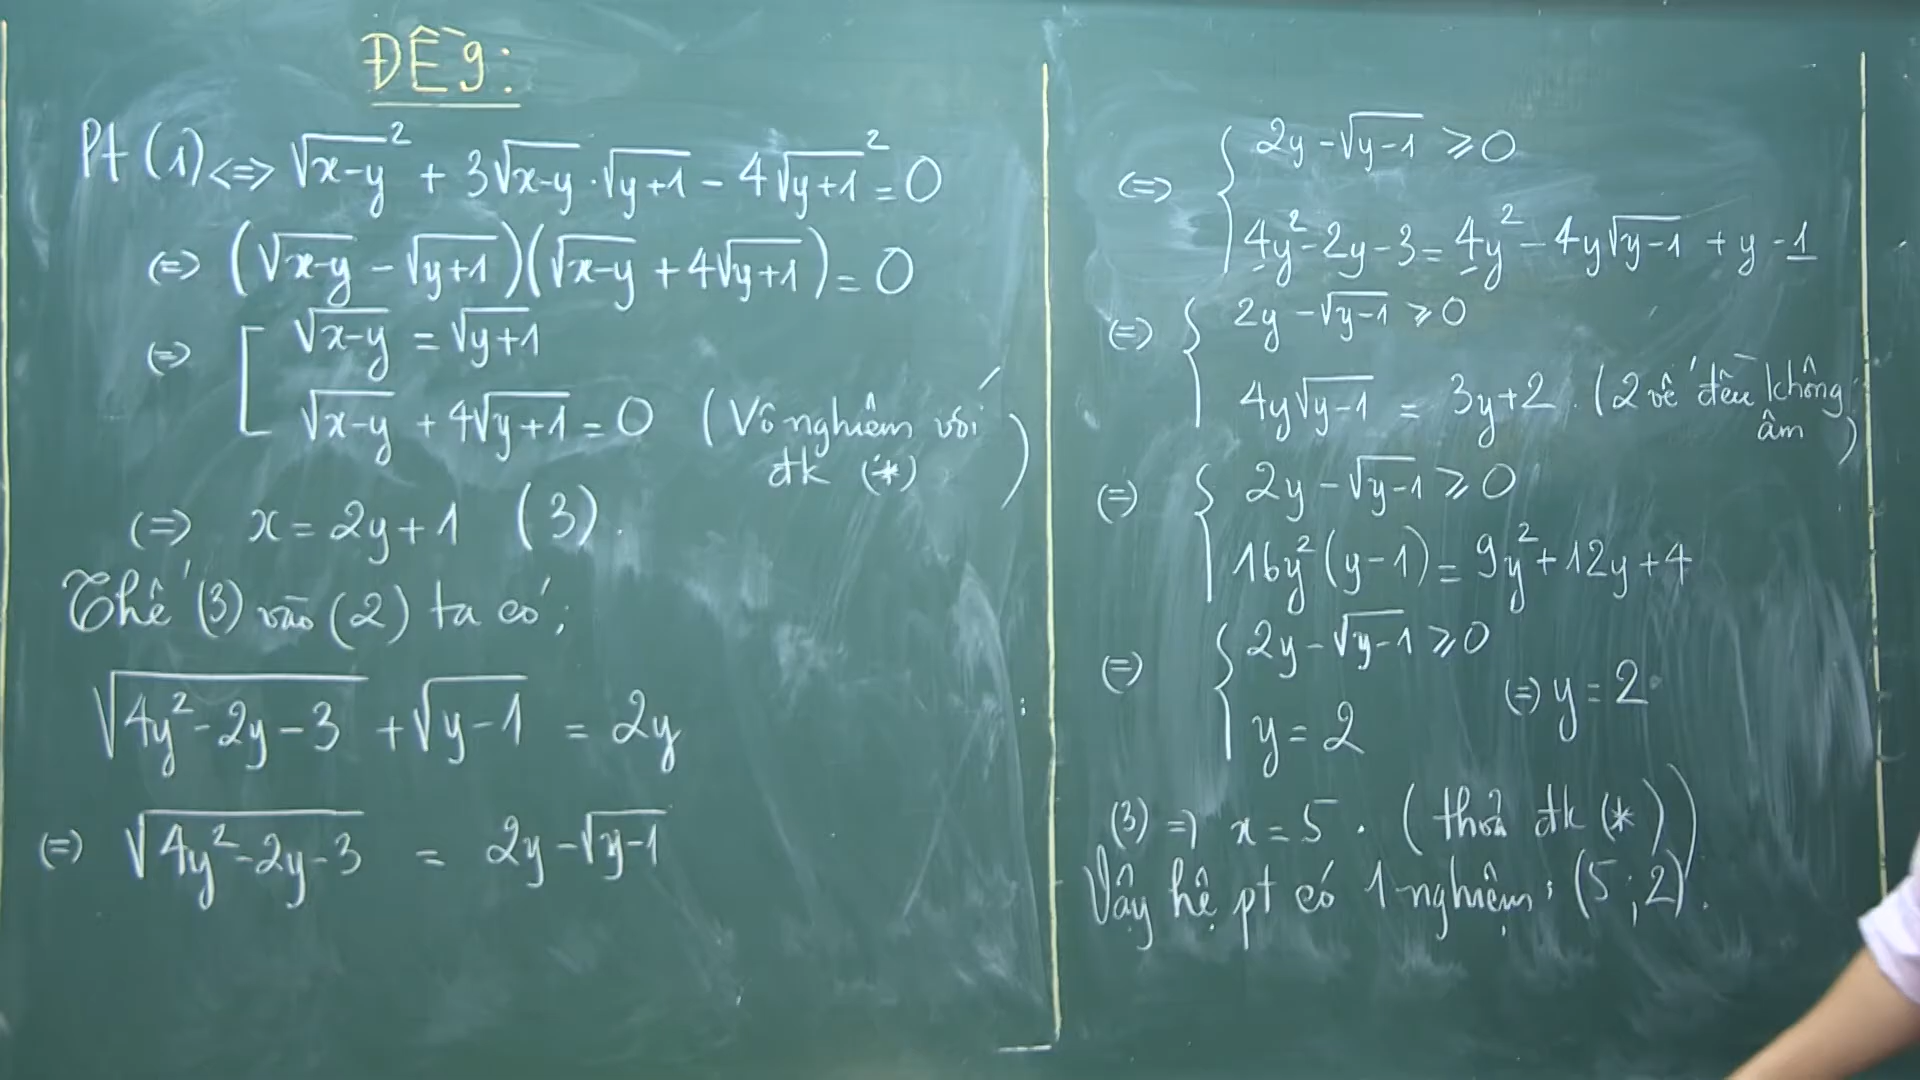 ĐỀ 9:
Pt (1) <=> √(x-y)² + 3√(x-y).√(y+1) - 4√(y+1)² = 0
(=) (√(x-y) - √(y+1))(√(x-y) + 4√(y+1)) = 0
(=) [ √(x-y) = √(y+1)
√(x-y) + 4√(y+1) = 0 (Vô nghiệm với
đk (*) )
(=) x = 2y+1 (3).
Thế (3) vào (2) ta có:
√(4y²-2y-3) + √(y-1) = 2y
(=) √(4y²-2y-3) = 2y - √(y-1)
(=) { 2y - √(y-1) ⩾ 0
4y² - 2y - 3 = 4y² - 4y√(y-1) + y - 1
(=) { 2y - √(y-1) ⩾ 0
4y√(y-1) = 3y+2. (2 vế đều không
âm)
(=) { 2y - √(y-1) ⩾ 0
16y²(y-1) = 9y² + 12y + 4
(=) { 2y - √(y-1) ⩾ 0
y = 2 (=) y = 2.
(3) => x = 5. (thoả đk (*))
Vậy hệ pt có 1 nghiệm: (5;2).